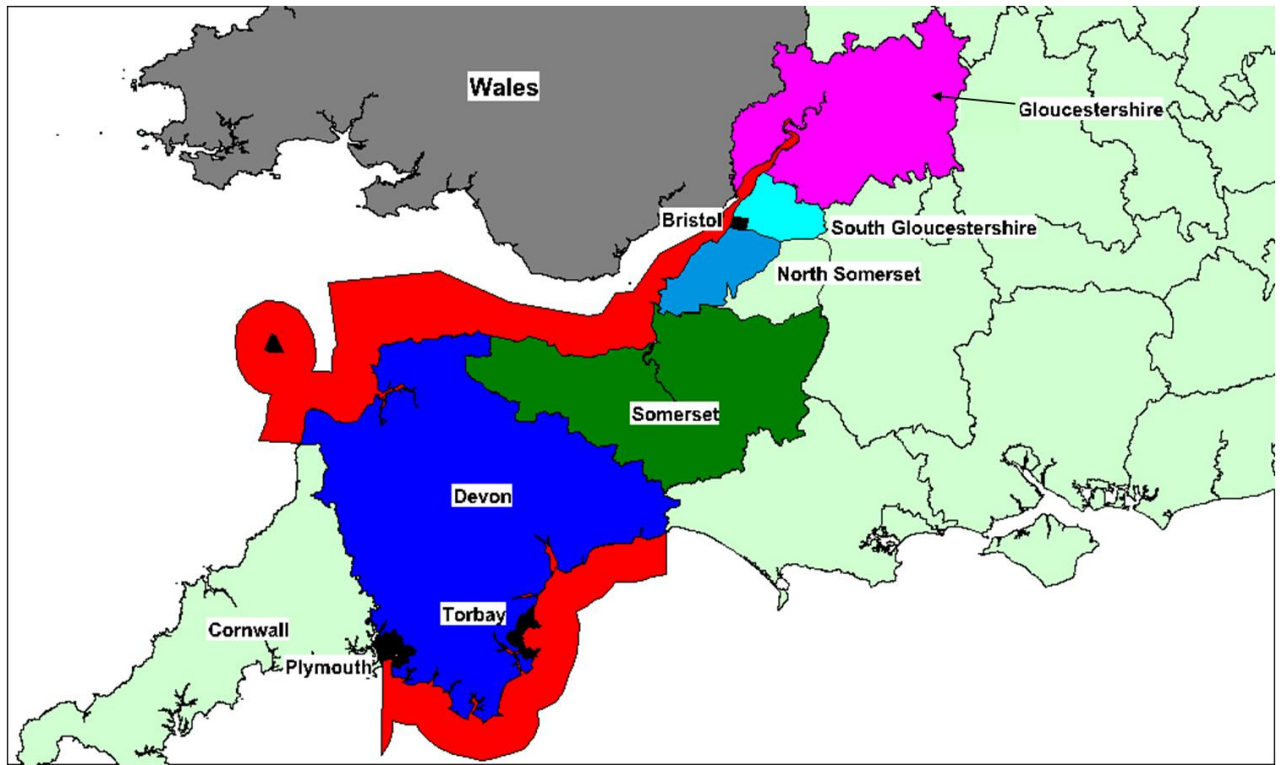 Wales
Gloucestershire
Bristol
South Gloucestershire
North Somerset
Somerset
Devon
Torbay
Cornwall
Plymouth